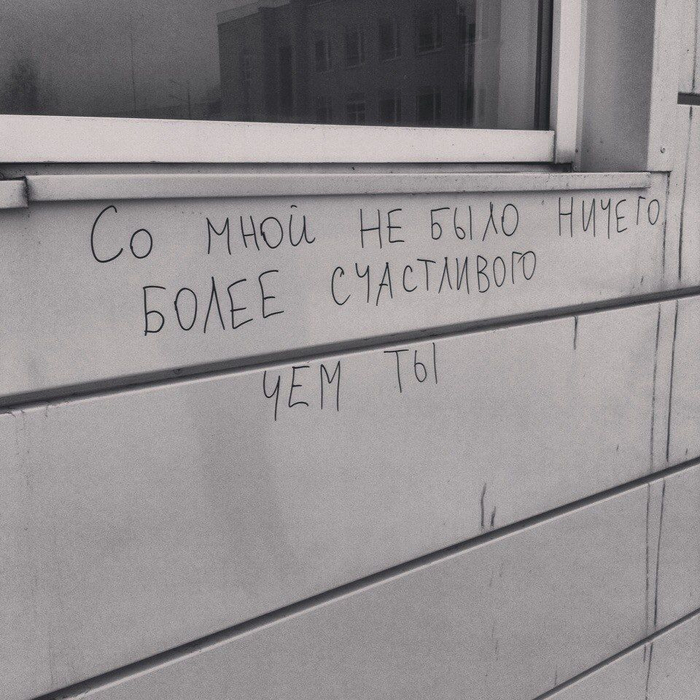 Со мной НЕ БЫЛО НИЧЕГО
БОЛЕЕ СЧАСТЛИВОГО
ЧЕМ ТЫ